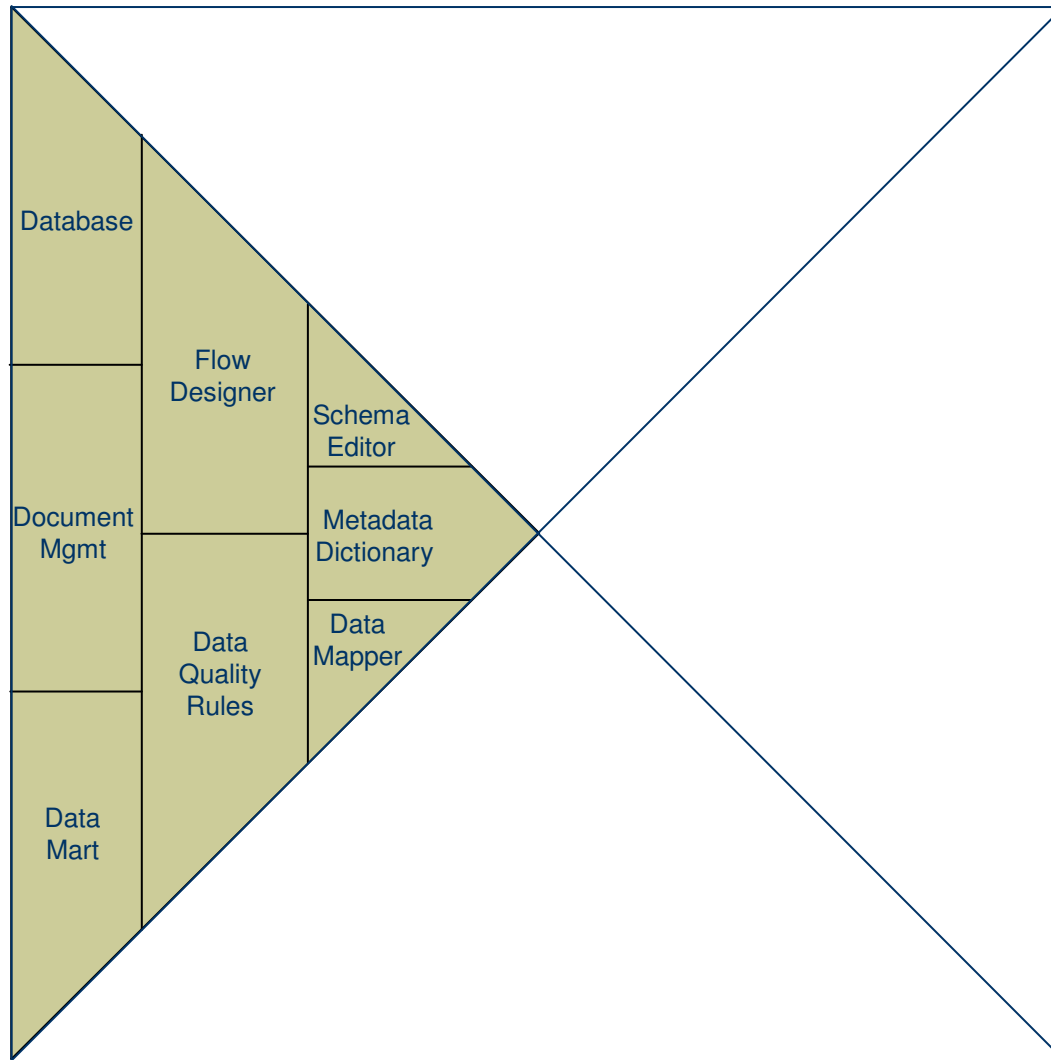 Database
Document
Mgmt
Data
Mart
Flow
Designer
Data
Quality
Rules
Schema
Editor
Metadata
Dictionary
Data
Mapper